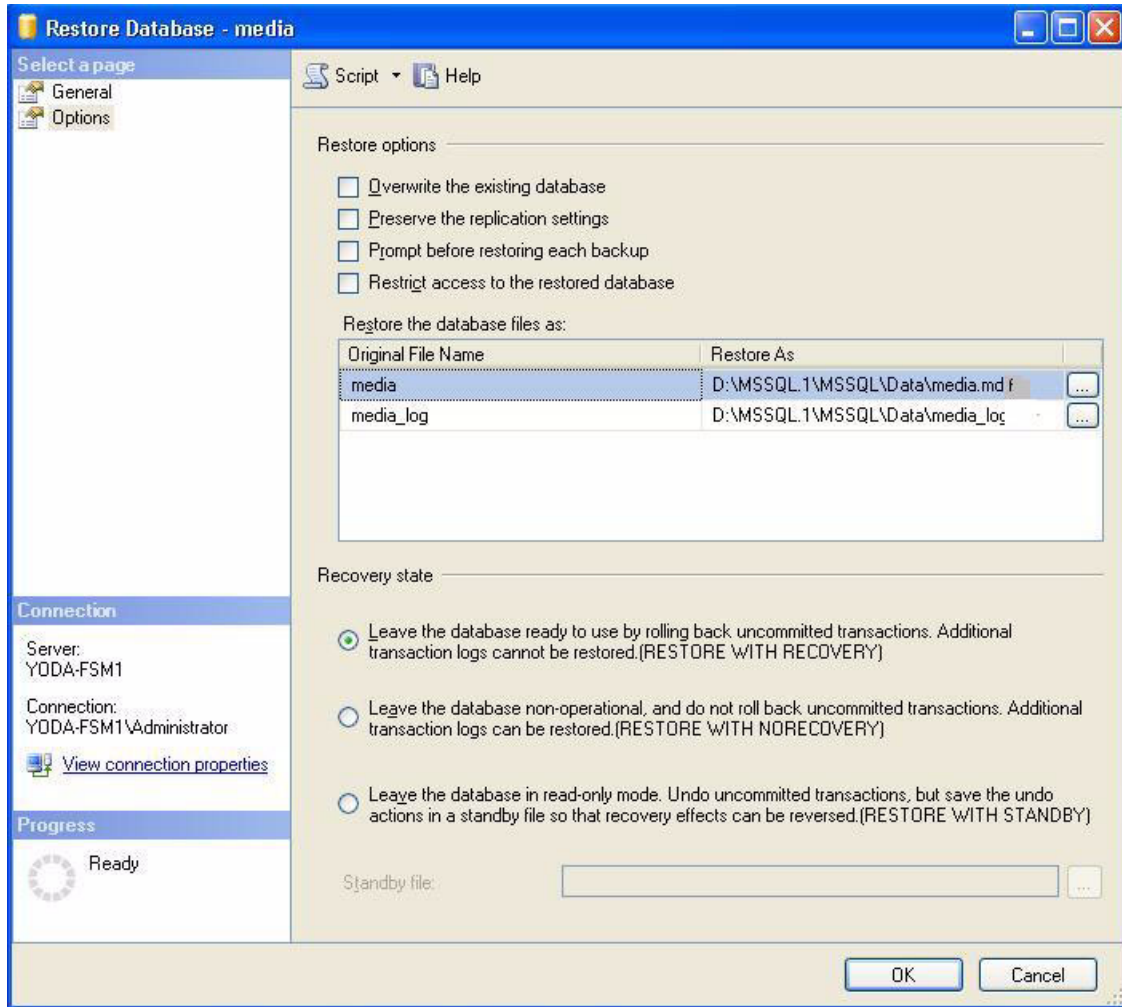 Restore Database - media
Select a page
General
Options
Script
Help
Restore options
Overwrite the existing database
Preserve the replication settings
Prompt before restoring each backup
Restrict access to the restored database
Restore the database files as:
Original File Name Restore As
media D:\MSSQL.1\MSSQL\Data\media.mdf ...
media_log D:\MSSQL.1\MSSQL\Data\media_log ...
Recovery state
Leave the database ready to use by rolling back uncommitted transactions. Additional
transaction logs cannot be restored.(RESTORE WITH RECOVERY)
Leave the database non-operational, and do not roll back uncommitted transactions. Additional
transaction logs can be restored.(RESTORE WITH NORECOVERY)
Leave the database in read-only mode. Undo uncommitted transactions, but save the undo
actions in a standby file so that recovery effects can be reversed.(RESTORE WITH STANDBY)
Standby file: ...
Connection
Server:
YODA-FSM1
Connection:
YODA-FSM1\Administrator
View connection properties
Progress
Ready
OK Cancel